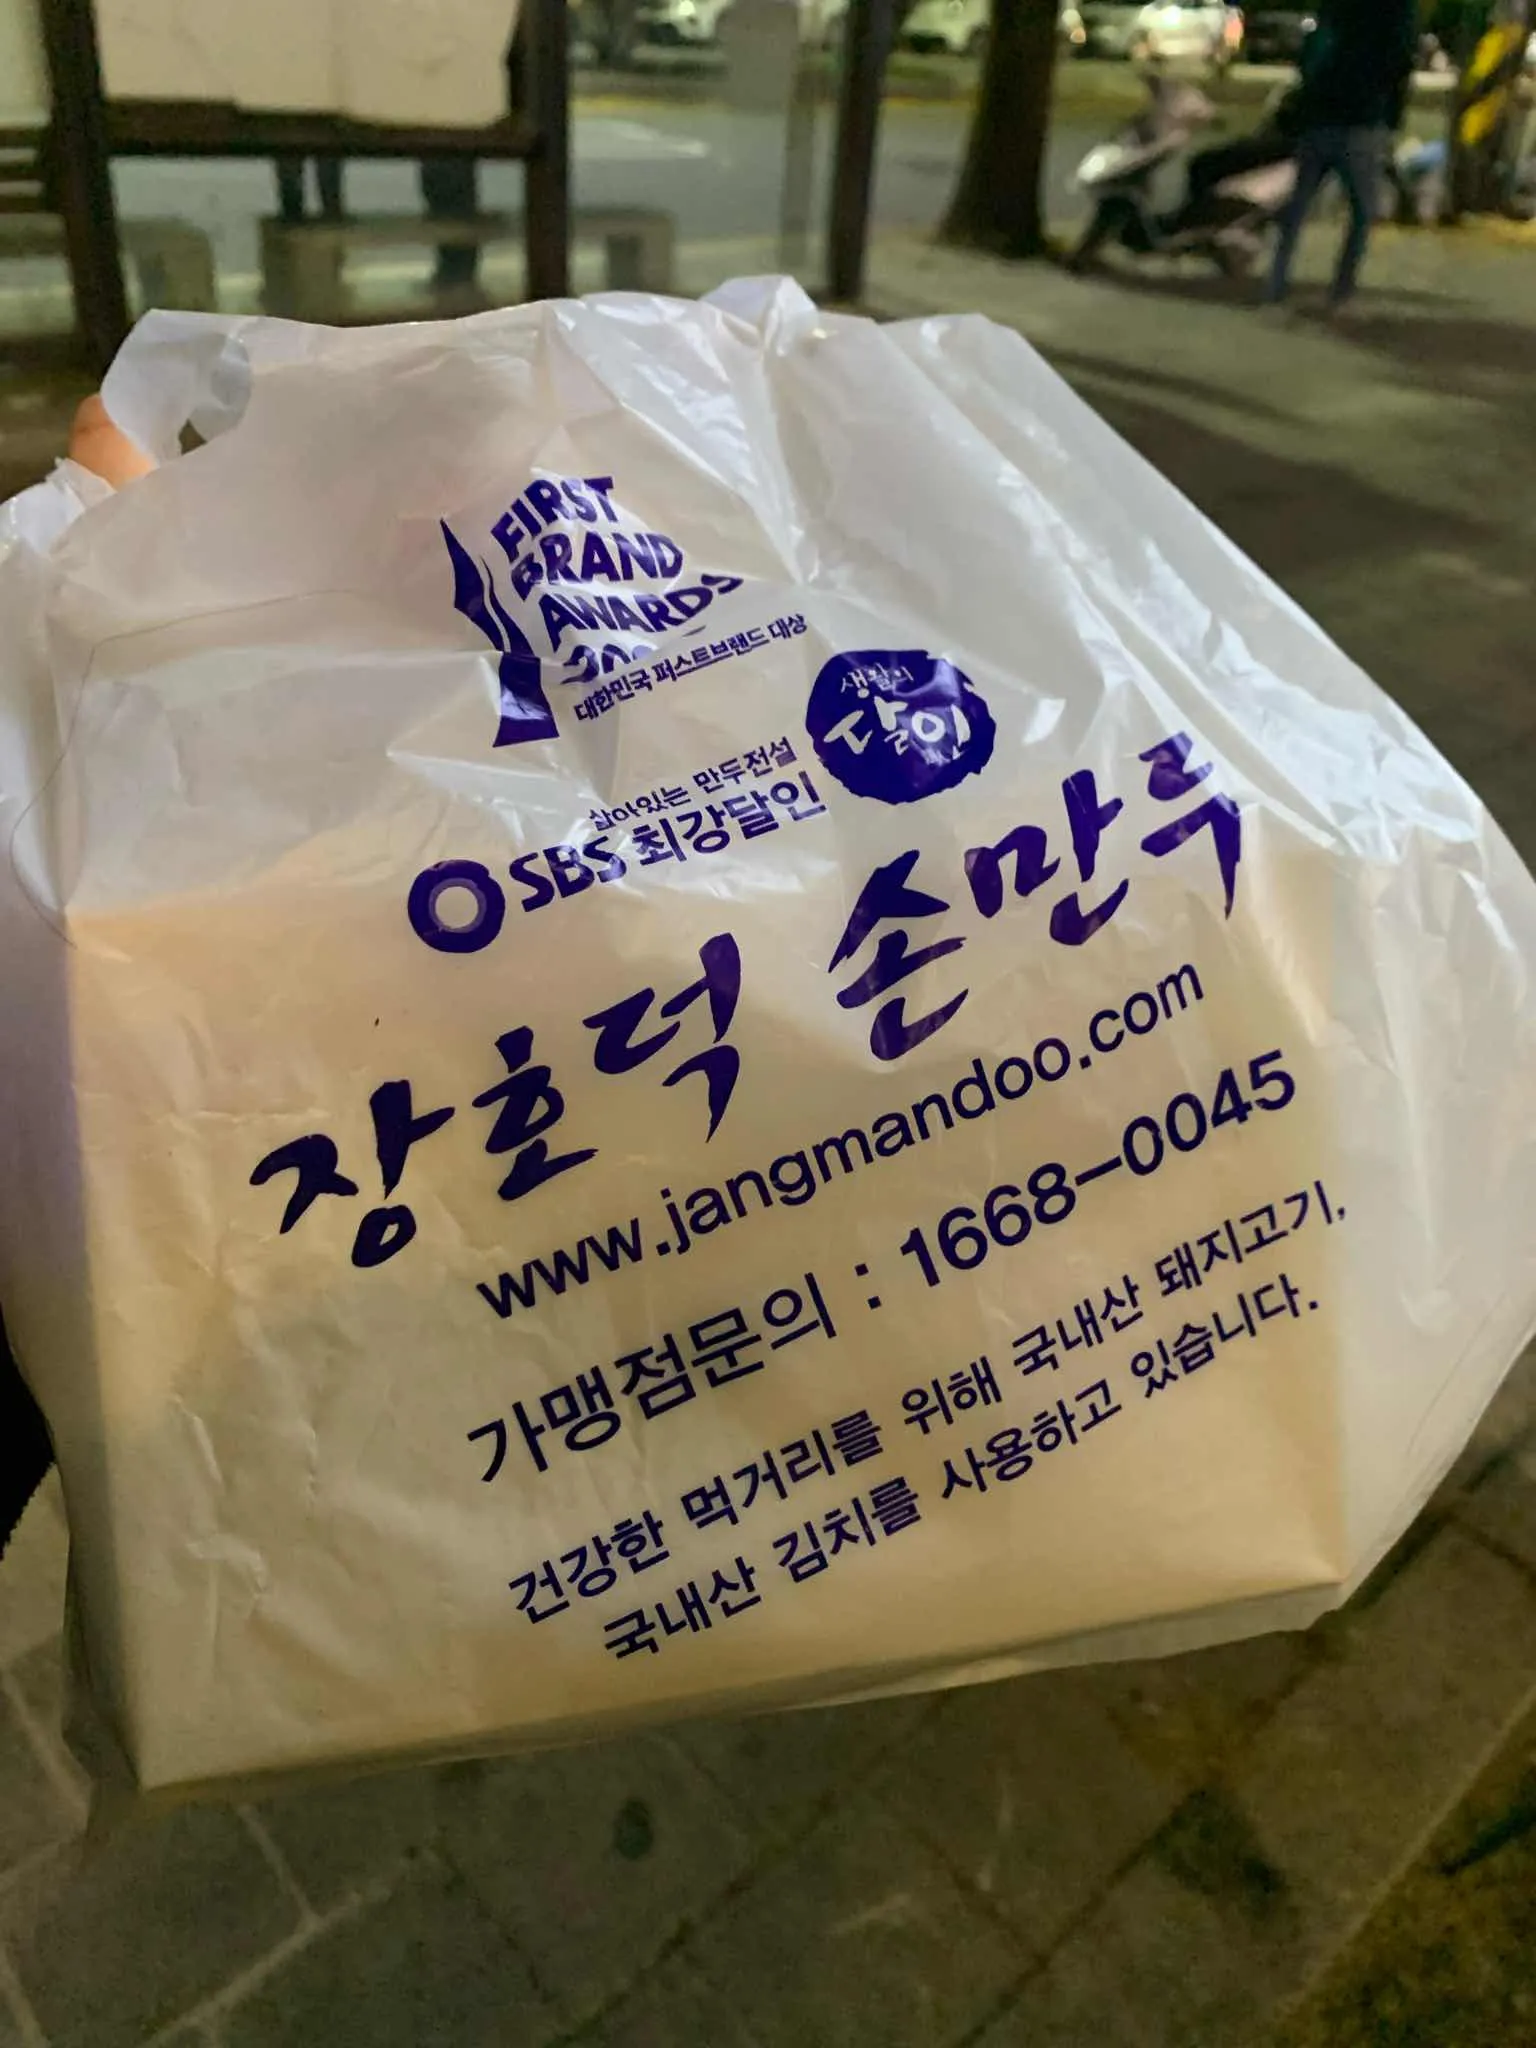 FIRST
BRAND
AWARDS
대한민국 퍼스트브랜드 대상
생활의
달인
살아있는 만두전설
SBS 최강달인
장호덕 손만두
www.jangmandoo.com
가맹점문의 : 1668-0045
건강한 먹거리를 위해 국내산 돼지고기,
국내산 김치를 사용하고 있습니다.